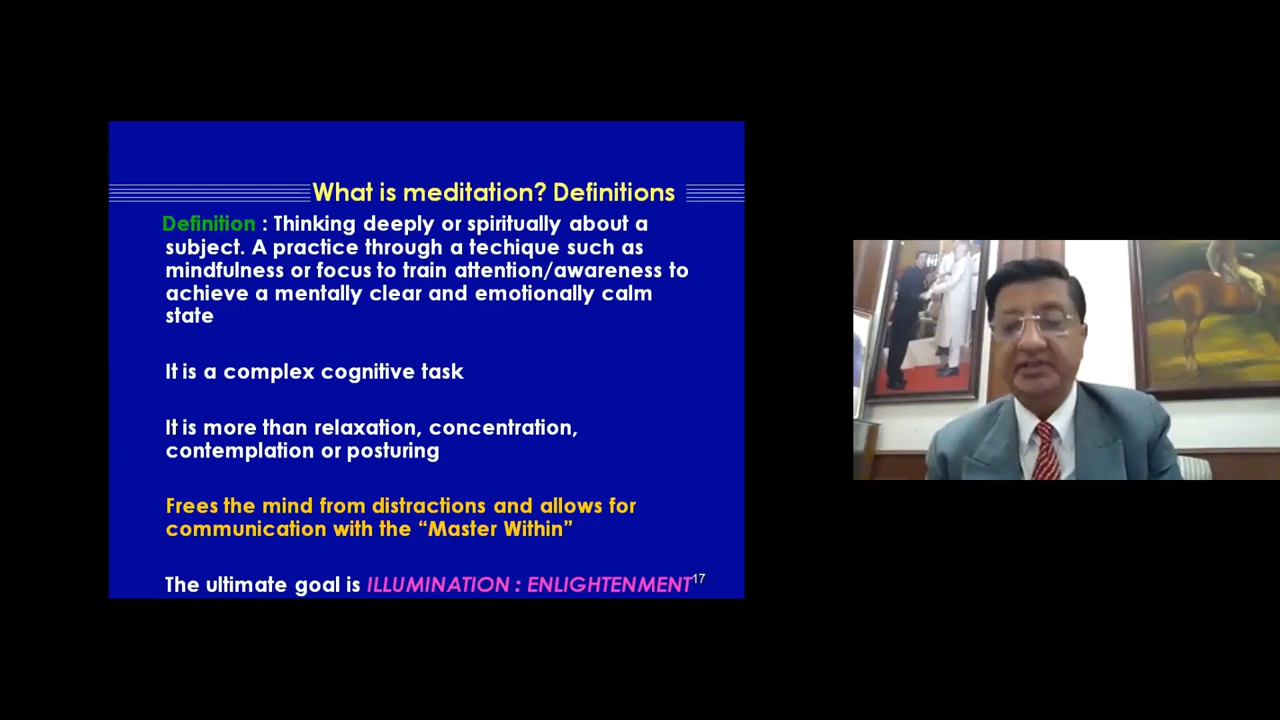 What is meditation? Definitions
Definition : Thinking deeply or spiritually about a
subject. A practice through a techique such as
mindfulness or focus to train attention/awareness to
achieve a mentally clear and emotionally calm
state
It is a complex cognitive task
It is more than relaxation, concentration,
contemplation or posturing
Frees the mind from distractions and allows for
communication with the “Master Within”
The ultimate goal is ILLUMINATION : ENLIGHTENMENT 17